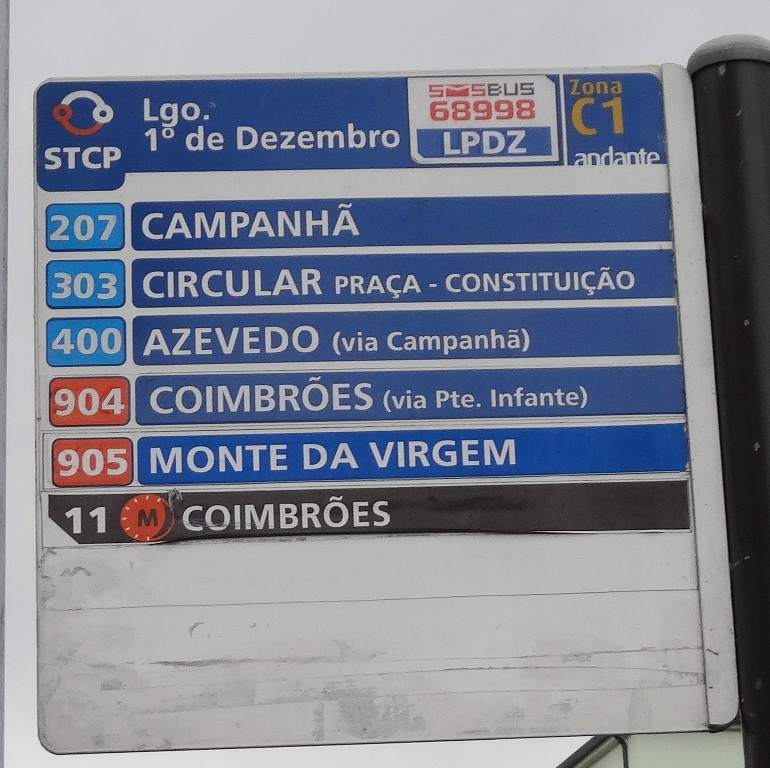 STCP
Lgo.
1º de Dezembro
SMSBUS
68998
LPDZ
Zona
C1
andante
207 CAMPANHÃ
303 CIRCULAR PRAÇA - CONSTITUIÇÃO
400 AZEVEDO (via Campanhã)
904 COIMBRÕES (via Pte. Infante)
905 MONTE DA VIRGEM
11 M COIMBRÕES